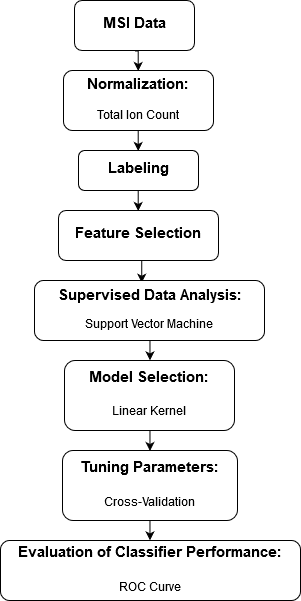 MSI Data
Normalization:
Total Ion Count
Labeling
Feature Selection
Supervised Data Analysis:
Support Vector Machine
Model Selection:
Linear Kernel
Tuning Parameters:
Cross-Validation
Evaluation of Classifier Performance:
ROC Curve